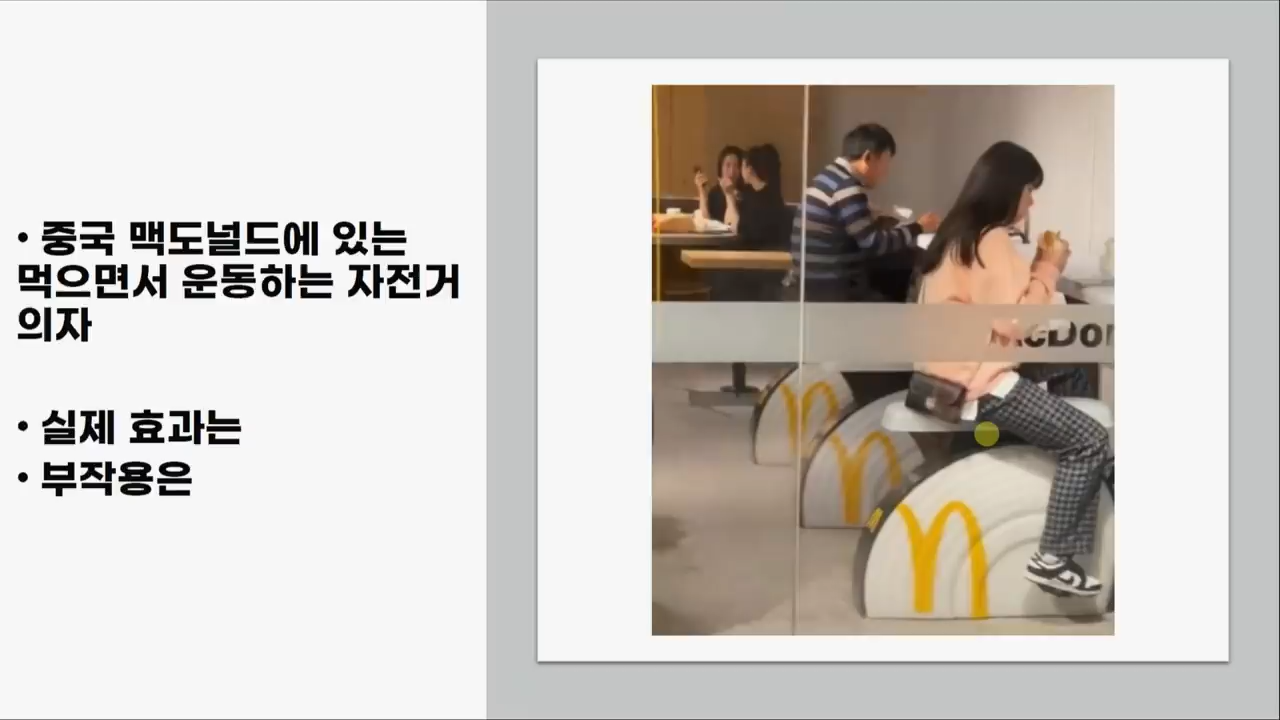 • 중국 맥도널드에 있는
먹으면서 운동하는 자전거
의자
• 실제 효과는
• 부작용은
McDon